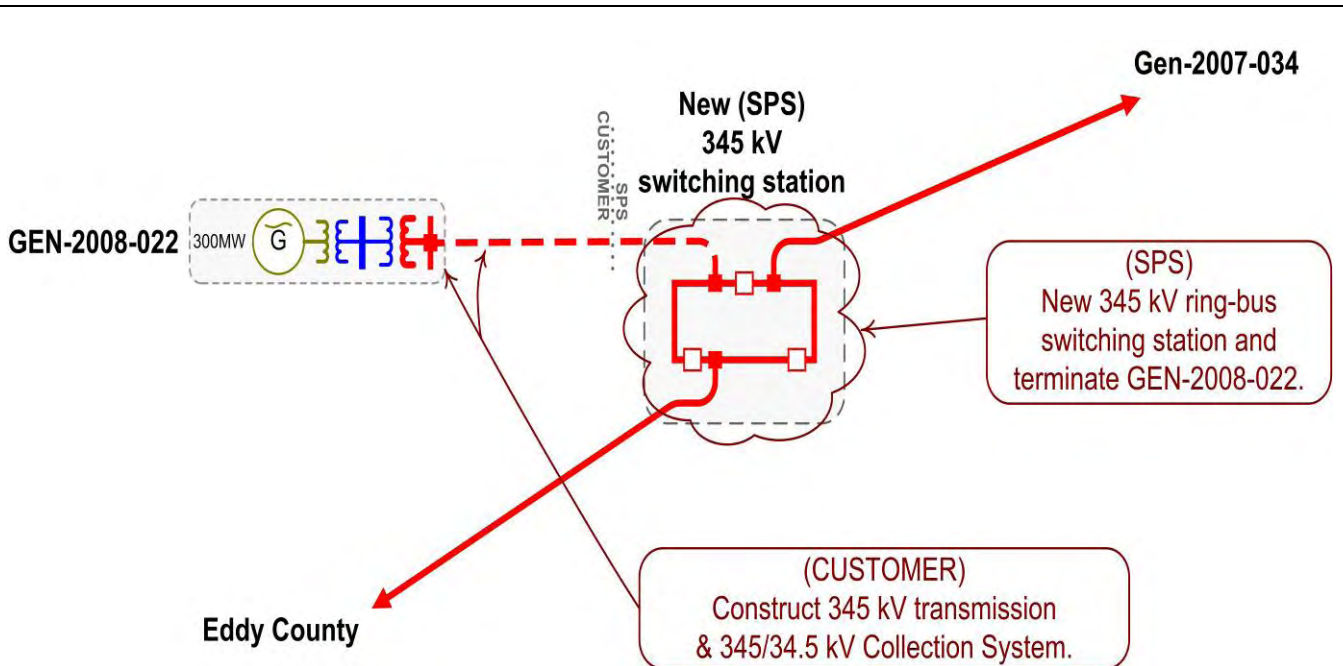 Gen-2007-034
New (SPS)
345 kV
switching station
CUSTOMER
SPS
GEN-2008-022
300MW
G
(SPS)
New 345 kV ring-bus
switching station and
terminate GEN-2008-022.
(CUSTOMER)
Construct 345 kV transmission
& 345/34.5 kV Collection System.
Eddy County